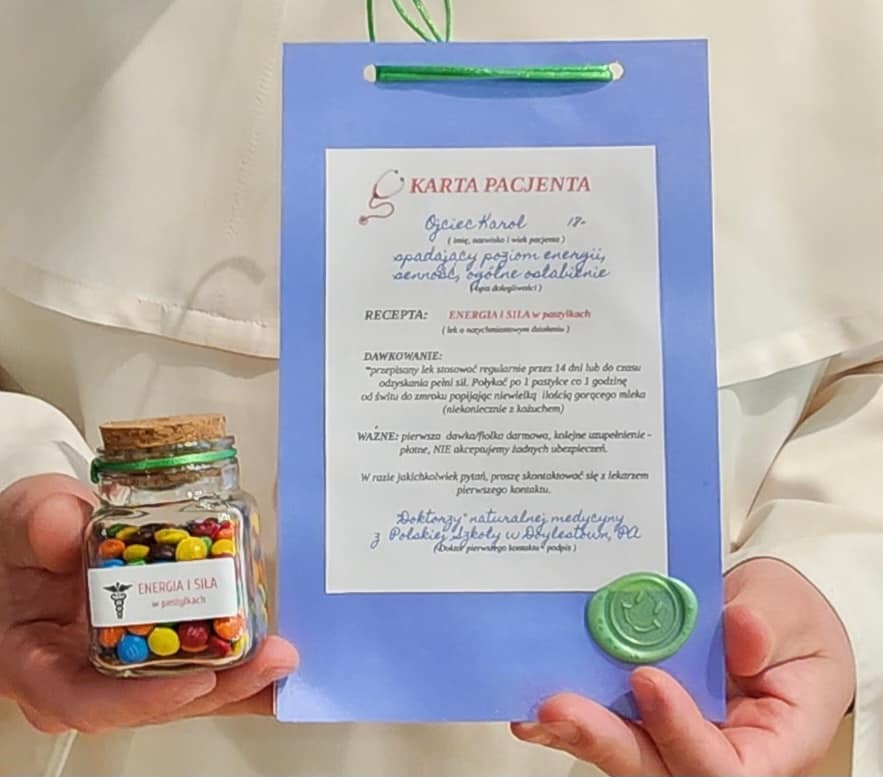 KARTA PACJENTA
Ojciec Karol 18-
( imię, nazwisko i wiek pacjenta )
spadający poziom energii,
senność, ogólne osłabienie
(opis dolegliwości )
RECEPTA: ENERGIA I SIŁA w pastylkach
( lek o natychmiastowym działaniu )
DAWKOWANIE:
"przepisany lek stosować regularnie przez 14 dni lub do czasu
odzyskania pełni sił. Połykać po 1 pastylce co 1 godzinę
od świtu do zmroku popijając niewielką ilością gorącego mleka
(niekoniecznie z kożuchem)
WAŻNE: pierwsza dawka/fiolka darmowa, kolejne uzupełnienie -
płatne, NIE akceptujemy żadnych ubezpieczeń.
W razie jakichkolwiek pytań, proszę skontaktować się z lekarzem
pierwszego kontaktu.
"Doktorzy" naturalnej medycyny
z Polskiej Szkoły w Doylestown, PA
(Doktor pierwszego kontaktu - podpis )
ENERGIA I SIŁA
w pastylkach